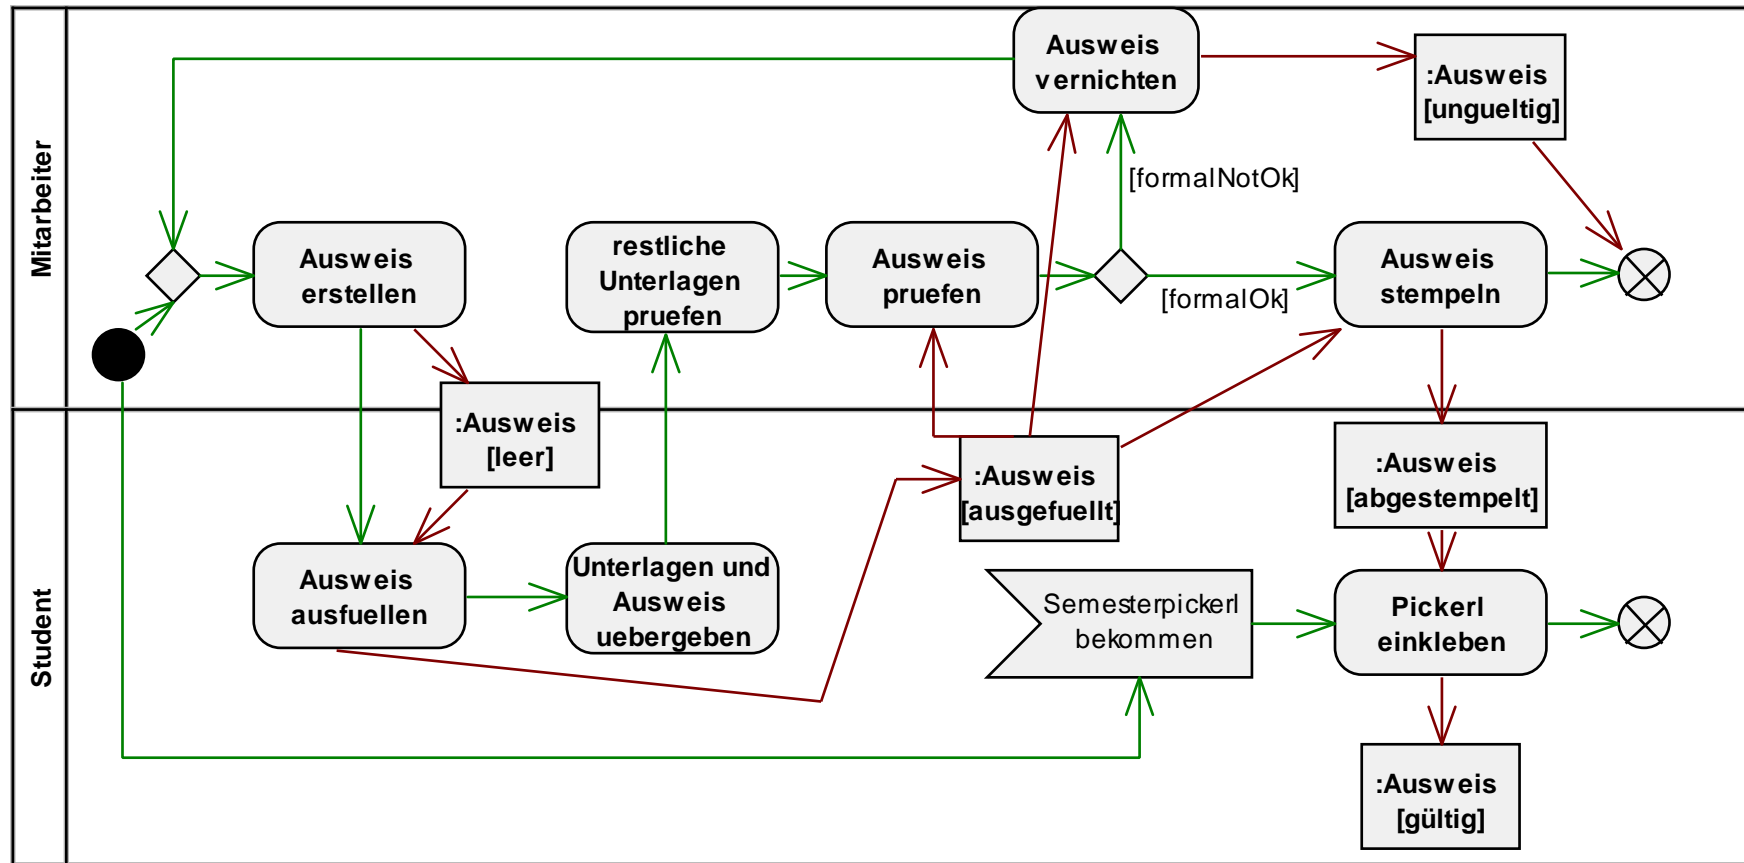 Mitarbeiter
Ausweis
vernichten
:Ausweis
[ungueltig]
[formalNotOk]
Ausweis
erstellen
restliche
Unterlagen
pruefen
Ausweis
pruefen
[formalOk]
Ausweis
stempeln
:Ausweis
[leer]
Student
:Ausweis
[ausgefuellt]
:Ausweis
[abgestempelt]
Ausweis
ausfuellen
Unterlagen und
Ausweis
uebergeben
Semesterpickerl
bekommen
Pickerl
einkleben
:Ausweis
[gültig]